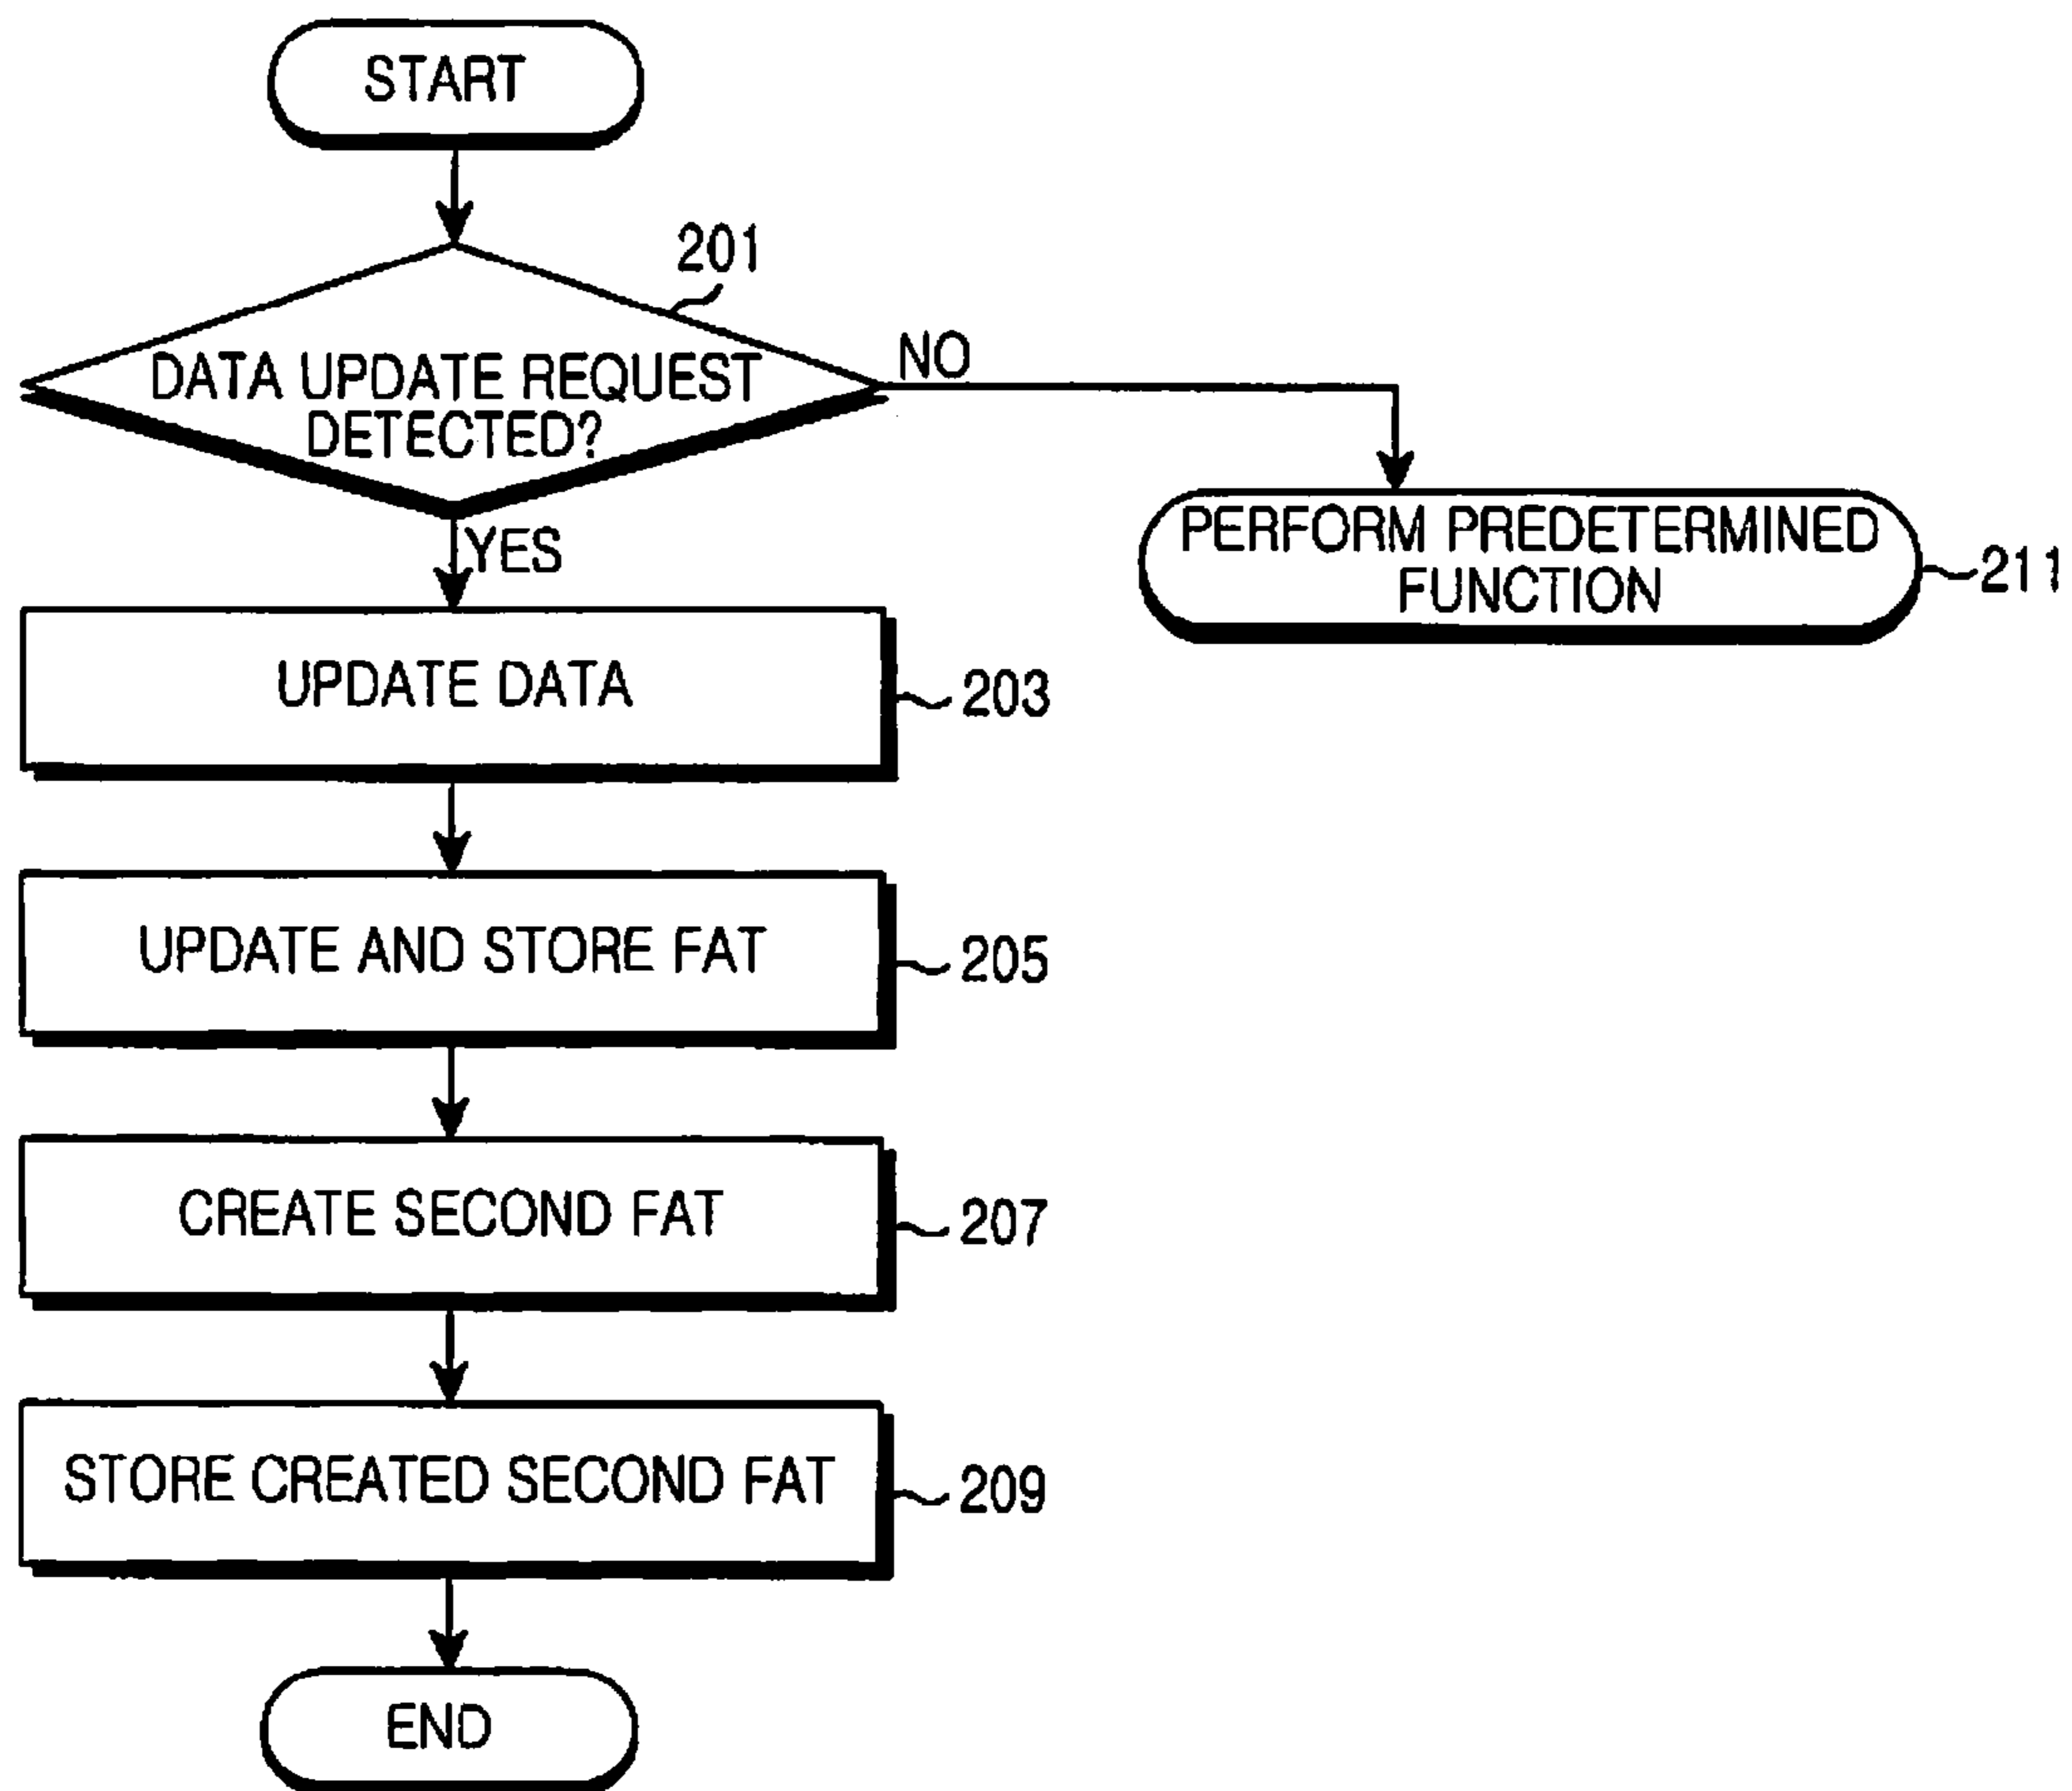 START
201
DATA UPDATE REQUEST
DETECTED?
NO
YES
PERFORM PREDETERMINED
FUNCTION
211
UPDATE DATA
203
UPDATE AND STORE FAT
205
CREATE SECOND FAT
207
STORE CREATED SECOND FAT
209
END